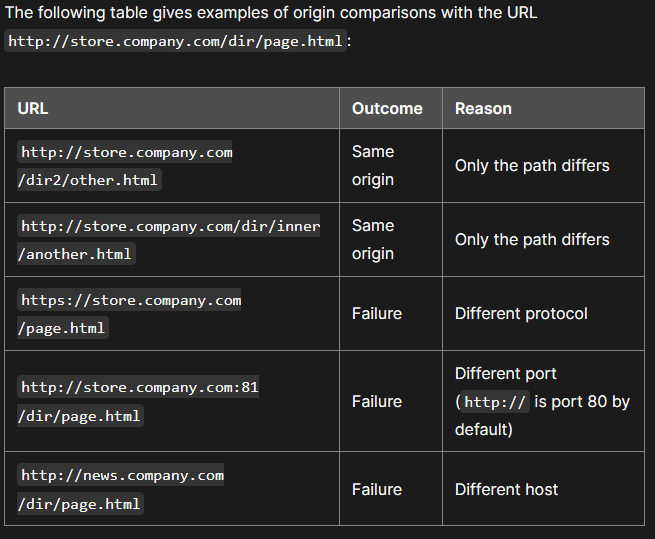 The following table gives examples of origin comparisons with the URL
http://store.company.com/dir/page.html:
URL Outcome Reason
http://store.company.com
/dir2/other.html
Same
origin
Only the path differs
http://store.company.com/dir/inner
/another.html
Same
origin
Only the path differs
https://store.company.com
/page.html
Failure
Different protocol
http://store.company.com:81
/dir/page.html
Failure
Different port
(http:// is port 80 by
default)
http://news.company.com
/dir/page.html
Failure
Different host